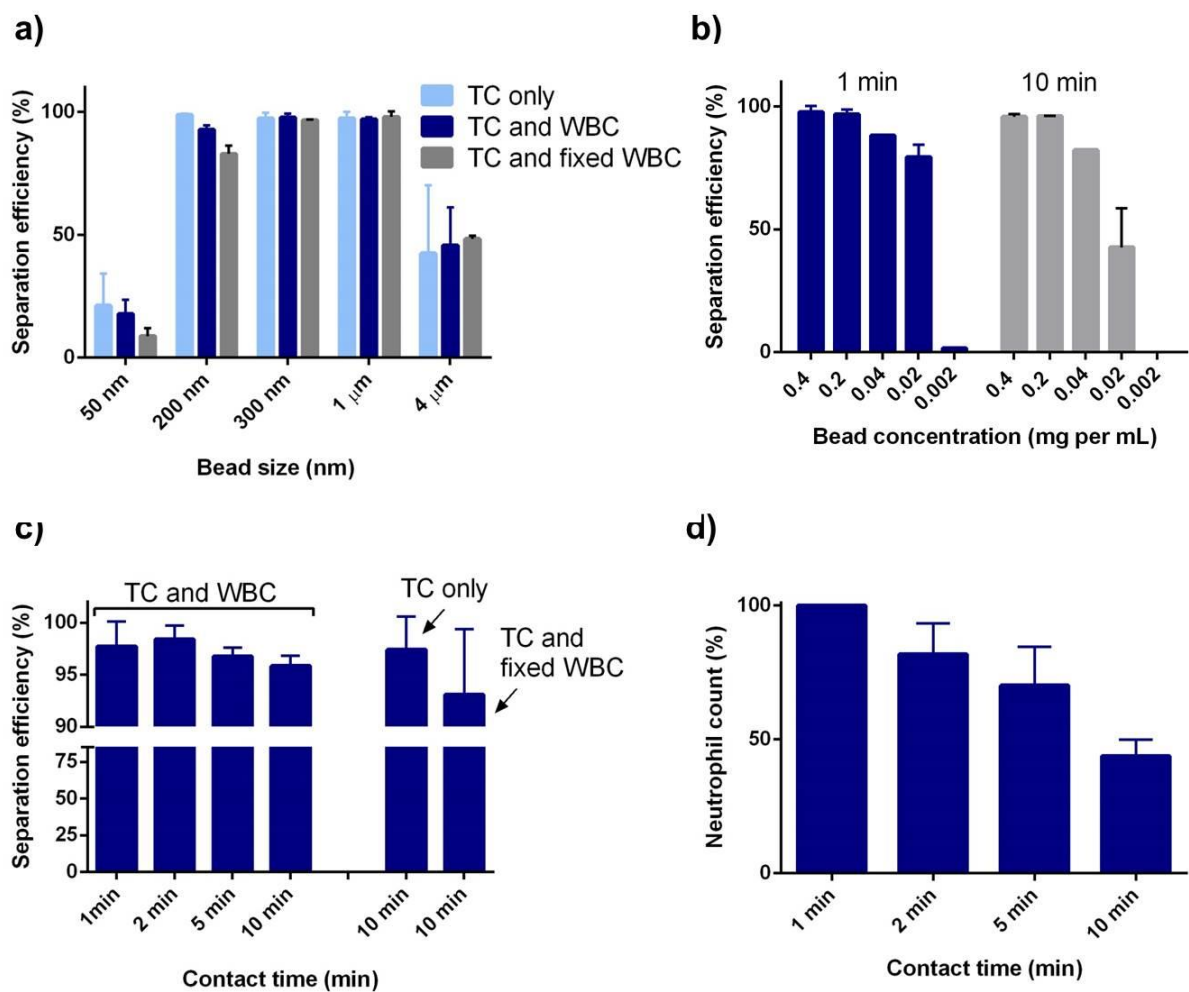 a)
Separation efficiency (%)
100
50
0
TC only
TC and WBC
TC and fixed WBC
50 nm
200 nm
300 nm
1 μm
4 μm
Bead size (nm)
b)
Separation efficiency (%)
100
50
0
1 min
10 min
0.4
0.2
0.04
0.02
0.002
0.4
0.2
0.04
0.02
0.002
Bead concentration (mg per mL)
c)
Separation efficiency (%)
100
95
90
75
50
25
0
TC and WBC
TC only
TC and
fixed WBC
1min
2 min
5 min
10 min
10 min
10 min
Contact time (min)
d)
Neutrophil count (%)
100
50
0
1 min
2 min
5 min
10 min
Contact time (min)